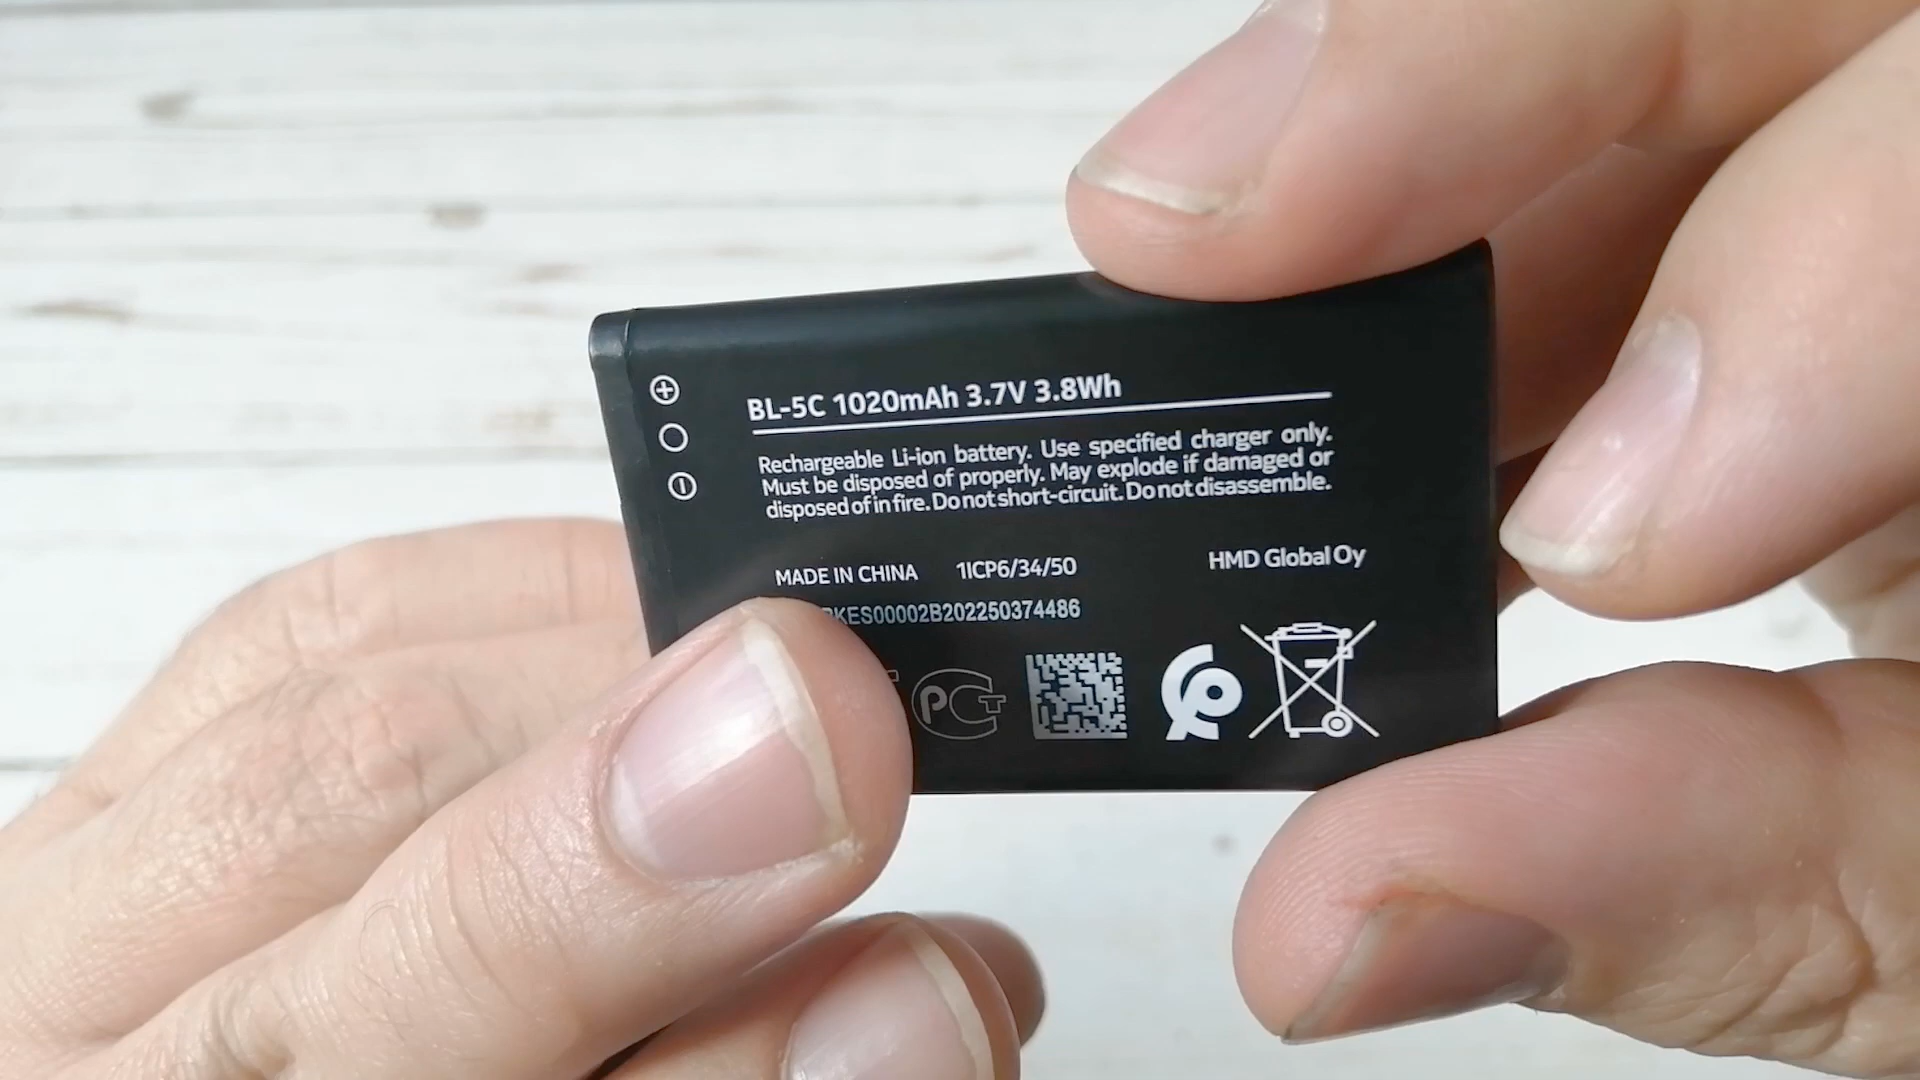 BL-5C 1020mAh 3.7V 3.8Wh
Rechargeable Li-ion battery. Use specified charger only.
Must be disposed of properly. May explode if damaged or
disposed of in fire. Do not short-circuit. Do not disassemble.
MADE IN CHINA 1ICP6/34/50 HMD Global Oy
KES00002B202250374486